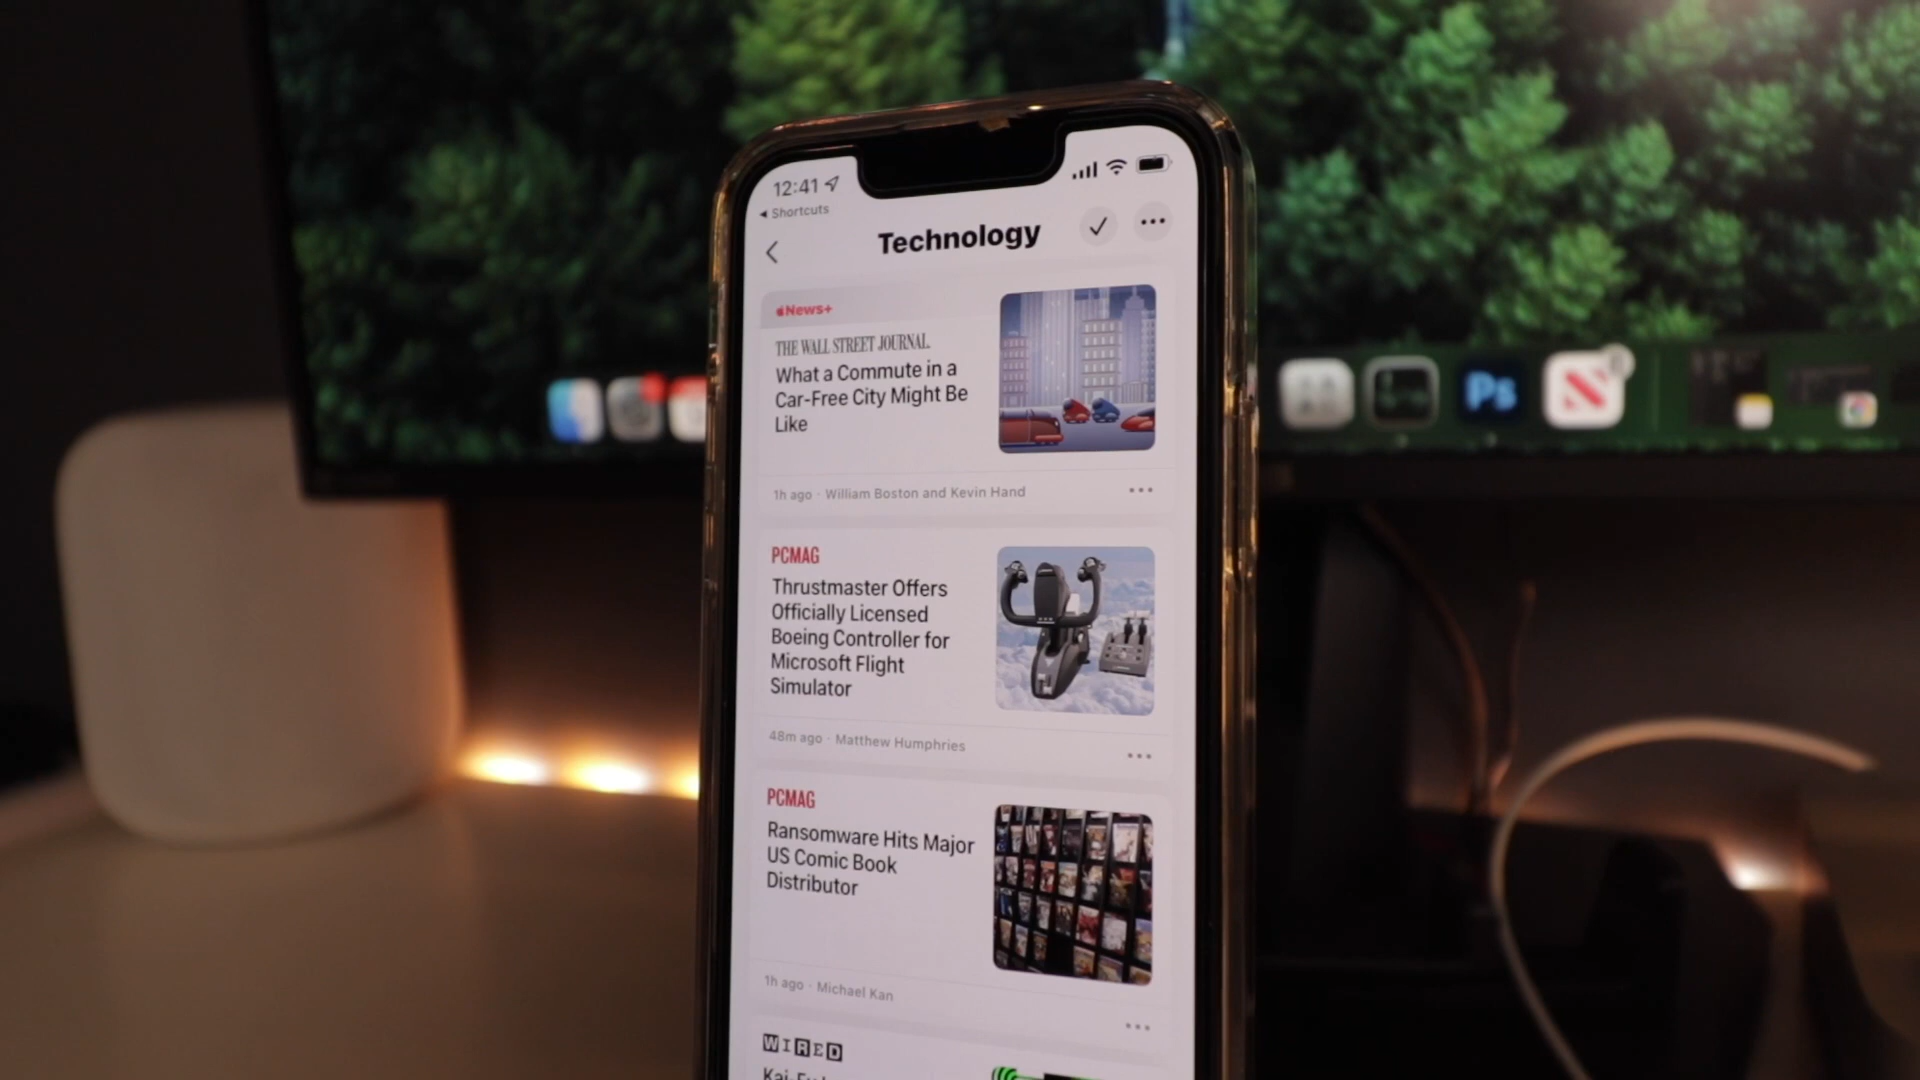 12:41
◀ Shortcuts
Technology
News+
THE WALL STREET JOURNAL.
What a Commute in a
Car-Free City Might Be
Like
1h ago · William Boston and Kevin Hand
PCMAG
Thrustmaster Offers
Officially Licensed
Boeing Controller for
Microsoft Flight
Simulator
48m ago · Matthew Humphries
PCMAG
Ransomware Hits Major
US Comic Book
Distributor
1h ago · Michael Kan
WIRED
Ps